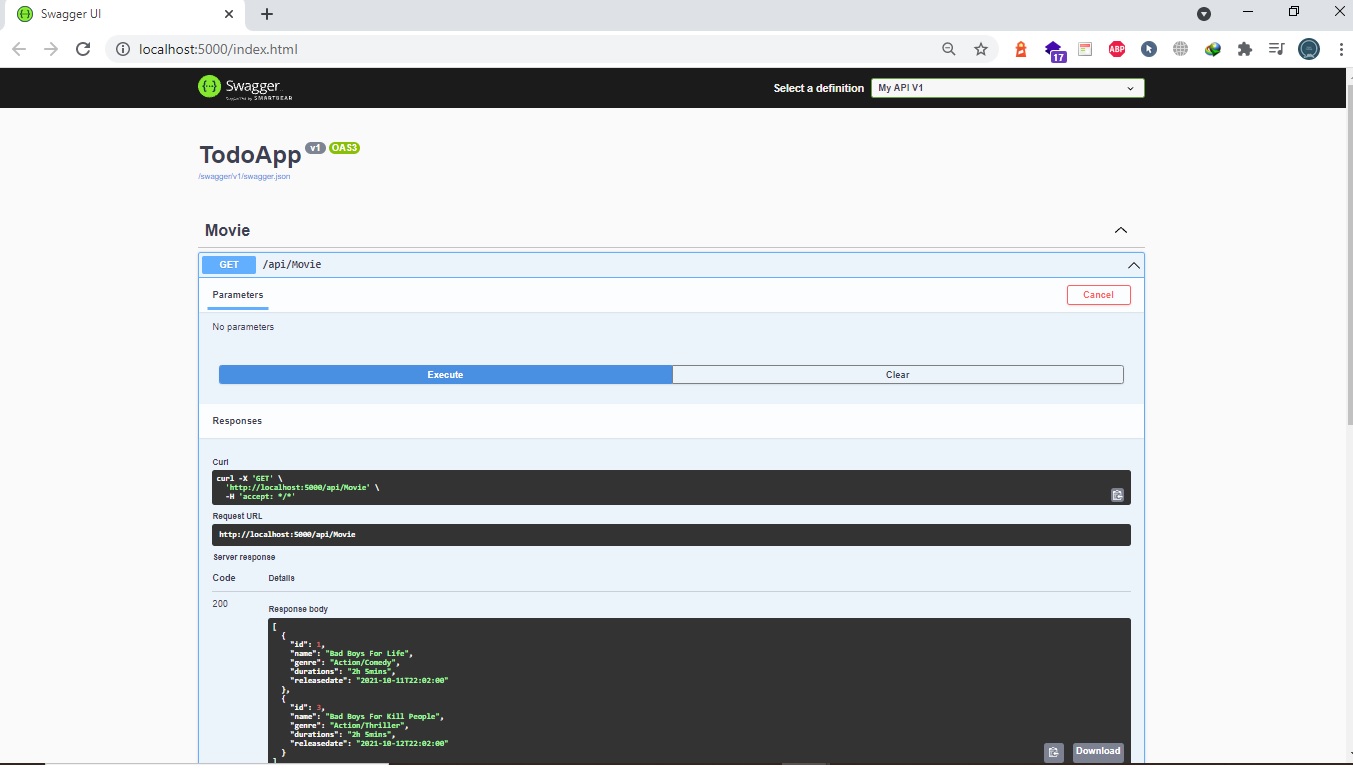 Swagger UI
localhost:5000/index.html
17
ABP
Swagger
Supported by SMARTBEAR
Select a definition
My API V1
TodoApp v1 OAS3
/swagger/v1/swagger.json
Movie
GET /api/Movie
Parameters
Cancel
No parameters
Execute
Clear
Responses
Curl
curl -X 'GET' \
'http://localhost:5000/api/Movie' \
-H 'accept: */*'
Request URL
http://localhost:5000/api/Movie
Server response
Code Details
200
Response body
[
{
"id": 1,
"name": "Bad Boys For Life",
"genre": "Action/Comedy",
"durations": "2h 5mins",
"releasedate": "2021-10-11T22:02:00"
},
{
"id": 3,
"name": "Bad Boys For Kill People",
"genre": "Action/Thriller",
"durations": "2h 5mins",
"releasedate": "2021-10-12T22:02:00"
}
]
Download